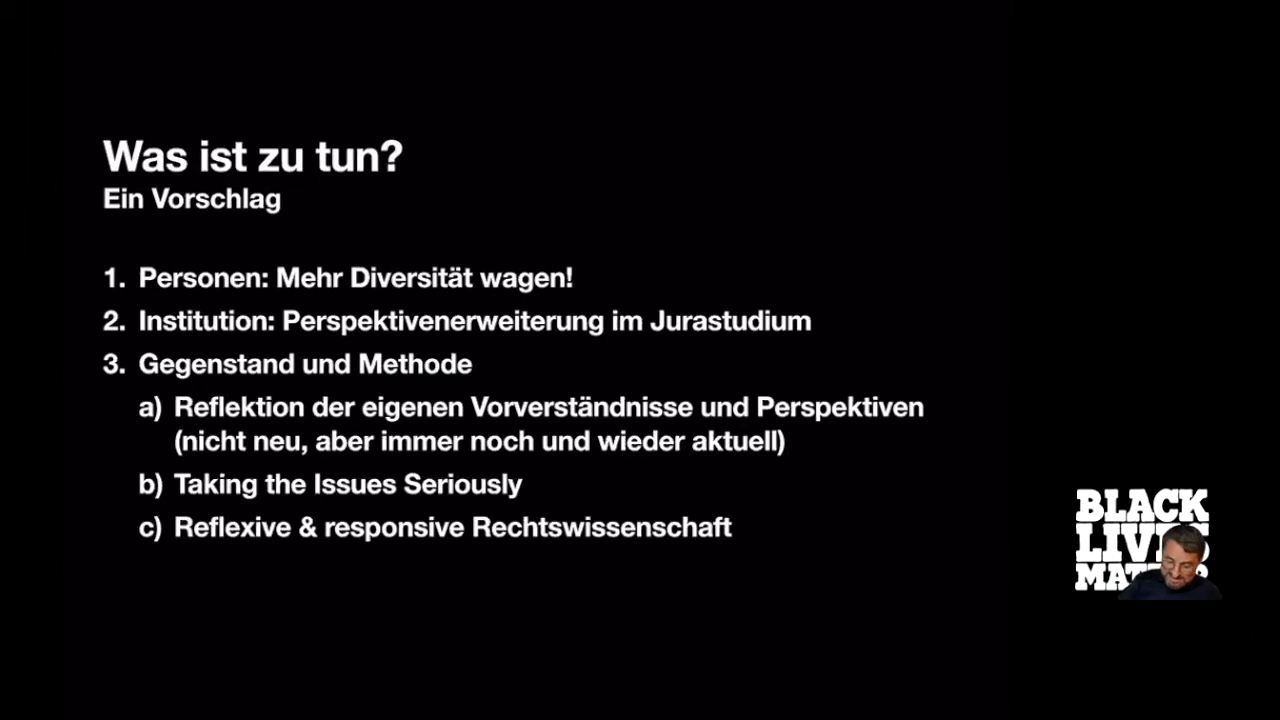 Was ist zu tun?
Ein Vorschlag
1. Personen: Mehr Diversität wagen!
2. Institution: Perspektivenerweiterung im Jurastudium
3. Gegenstand und Methode
a) Reflektion der eigenen Vorverständnisse und Perspektiven
(nicht neu, aber immer noch und wieder aktuell)
b) Taking the Issues Seriously
c) Reflexive & responsive Rechtswissenschaft
BLACK